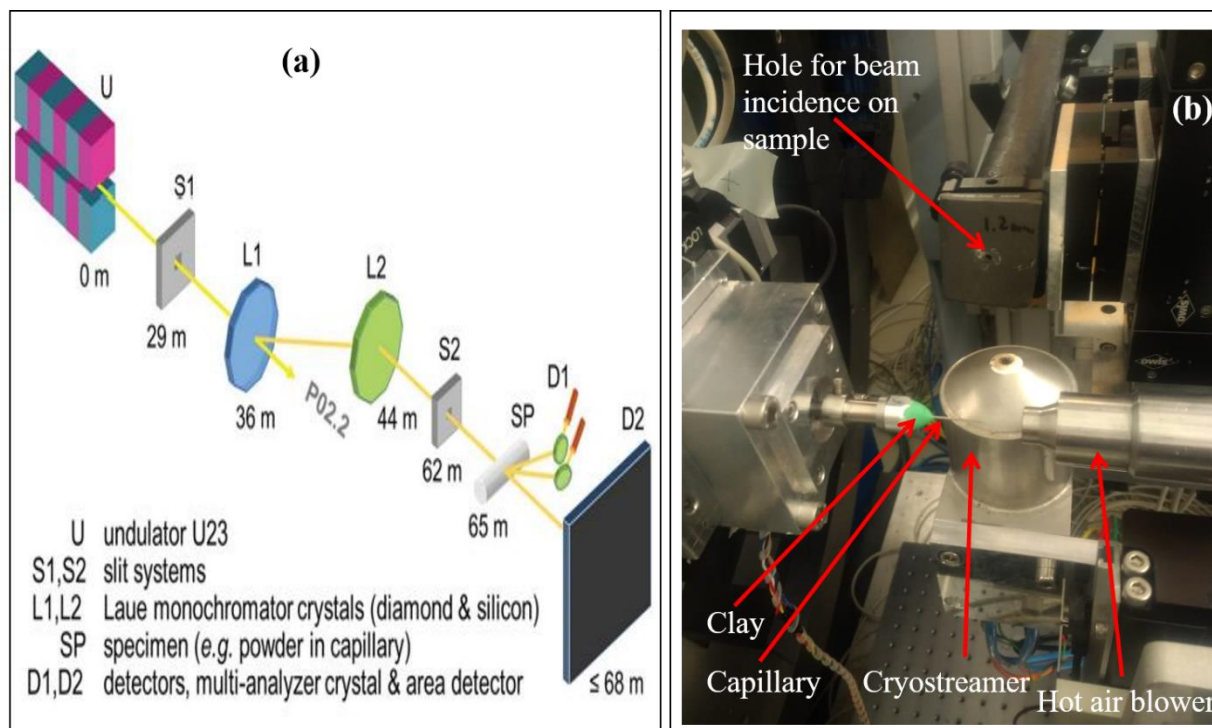 (a)
U
S1
L1
L2
S2
SP
D1
D2
0 m
29 m
36 m
P02.2
44 m
62 m
65 m
≤ 68 m
U undulator U23
S1,S2 slit systems
L1,L2 Laue monochromator crystals (diamond & silicon)
SP specimen (e.g. powder in capillary)
D1,D2 detectors, multi-analyzer crystal & area detector
(b)
Hole for beam
incidence on
sample
1.2mm
OWIS
OWIS
Clay
Capillary
Cryostreamer
Hot air blower